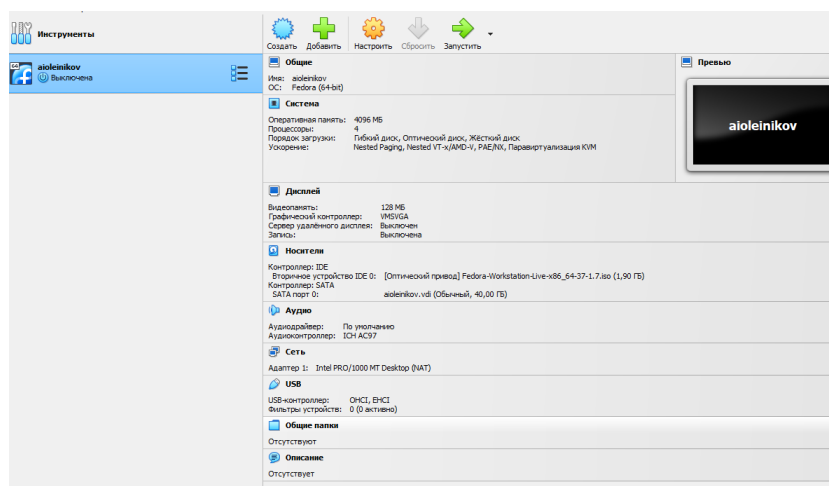 Инструменты
Создать Добавить Настроить Сбросить Запустить
64
aioleinikov
Выключена
Общие
Имя: aioleinikov
ОС: Fedora (64-bit)
Превью
aioleinikov
Система
Оперативная память: 4096 МБ
Процессоры: 4
Порядок загрузки: Гибкий диск, Оптический диск, Жёсткий диск
Ускорение: Nested Paging, Nested VT-x/AMD-V, PAE/NX, Паравиртуализация KVM
Дисплей
Видеопамять: 128 МБ
Графический контроллер: VMSVGA
Сервер удалённого дисплея: Выключен
Запись: Выключена
Носители
Контроллер: IDE
Вторичное устройство IDE 0: [Оптический привод] Fedora-Workstation-Live-x86_64-37-1.7.iso (1,90 ГБ)
Контроллер: SATA
SATA порт 0: aioleinikov.vdi (Обычный, 40,00 ГБ)
Аудио
Аудиодрайвер: По умолчанию
Аудиоконтроллер: ICH AC97
Сеть
Адаптер 1: Intel PRO/1000 MT Desktop (NAT)
USB
USB-контроллер: OHCI, EHCI
Фильтры устройств: 0 (0 активно)
Общие папки
Отсутствуют
Описание
Отсутствует